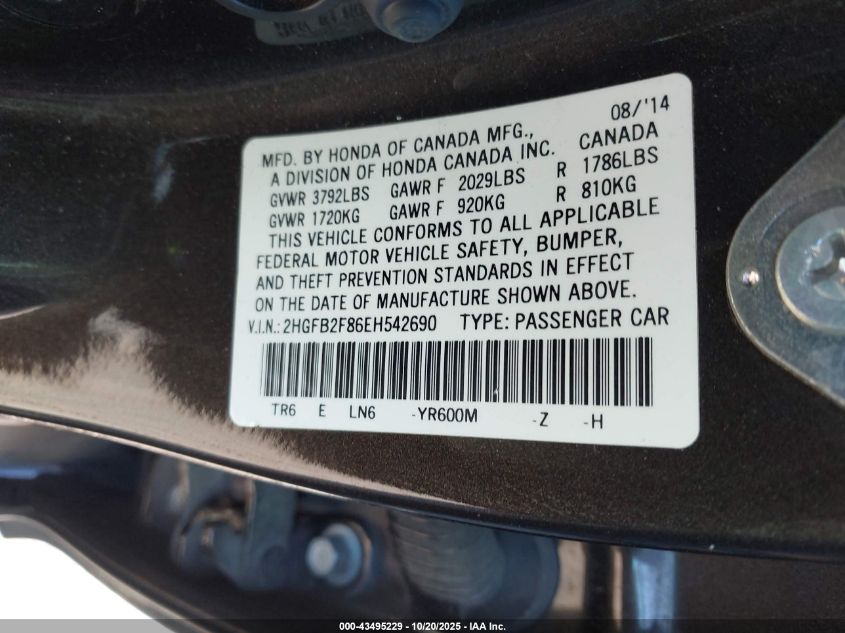 08/'14
MFD. BY HONDA OF CANADA MFG., CANADA
A DIVISION OF HONDA CANADA INC.
GVWR 3792LBS GAWR F 2029LBS R 1786LBS
GVWR 1720KG GAWR F 920KG R 810KG
THIS VEHICLE CONFORMS TO ALL APPLICABLE
FEDERAL MOTOR VEHICLE SAFETY, BUMPER,
AND THEFT PREVENTION STANDARDS IN EFFECT
ON THE DATE OF MANUFACTURE SHOWN ABOVE.
V.I.N.: 2HGFB2F86EH542690 TYPE: PASSENGER CAR
TR6 E LN6 -YR600M -Z -H
000-43495229 - 10/20/2025 - IAA Inc.